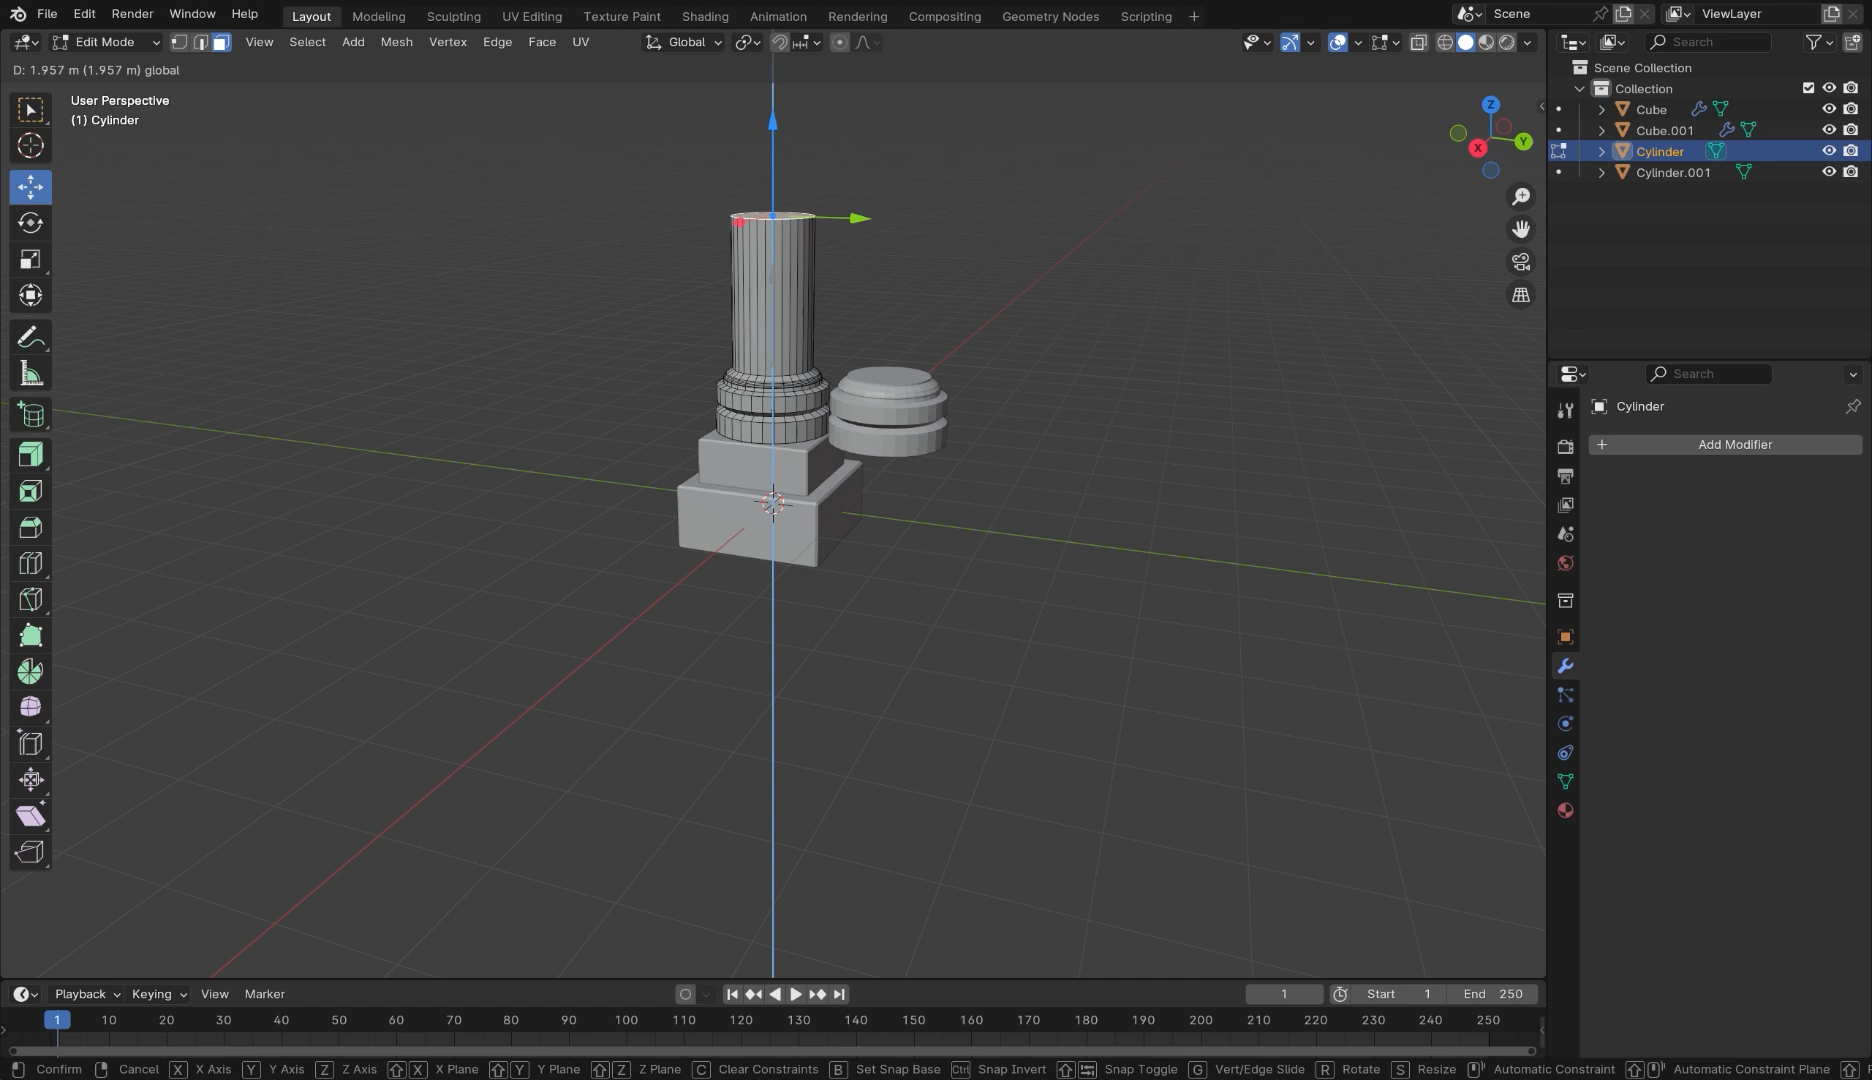 File Edit Render Window Help Layout Modeling Sculpting UV Editing Texture Paint Shading Animation Rendering Compositing Geometry Nodes Scripting + Scene ViewLayer
Edit Mode View Select Add Mesh Vertex Edge Face UV Global Search
D: 1.957 m (1.957 m) global
User Perspective
(1) Cylinder
Z
Y
X
Scene Collection
Collection
Cube
Cube.001
Cylinder
Cylinder.001
Search
Cylinder
+ Add Modifier
Playback Keying View Marker 1 Start 1 End 250
1 10 20 30 40 50 60 70 80 90 100 110 120 130 140 150 160 170 180 190 200 210 220 230 240 250
Confirm Cancel X X Axis Y Y Axis Z Z Axis X X Plane Y Y Plane Z Z Plane C Clear Constraints B Set Snap Base Ctrl Snap Invert Snap Toggle G Vert/Edge Slide R Rotate S Resize Automatic Constraint Automatic Constraint Plane